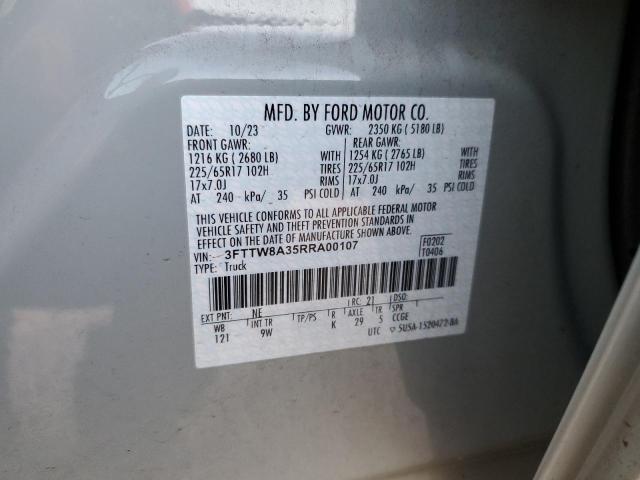 MFD. BY FORD MOTOR CO.
DATE: 10/23 GVWR: 2350 KG ( 5180 LB)
FRONT GAWR: REAR GAWR:
1216 KG ( 2680 LB) WITH 1254 KG ( 2765 LB) WITH
225/65R17 102H TIRES 225/65R17 102H TIRES
17x7.0J RIMS 17x7.0J RIMS
AT 240 kPa/ 35 PSI COLD AT 240 kPa/ 35 PSI COLD
THIS VEHICLE CONFORMS TO ALL APPLICABLE FEDERAL MOTOR
VEHICLE SAFETY AND THEFT PREVENTION STANDARDS IN
EFFECT ON THE DATE OF MANUFACTURE SHOWN ABOVE.
VIN: 3FTTW8A35RRA00107 F0202
TYPE: Truck T0406
EXT PNT: NE RC: 21 DSO:
WB INT TR TP/PS R AXLE TR SPR
121 9W K 29 5 CCGE
UTC 5U5A-1520472-BA